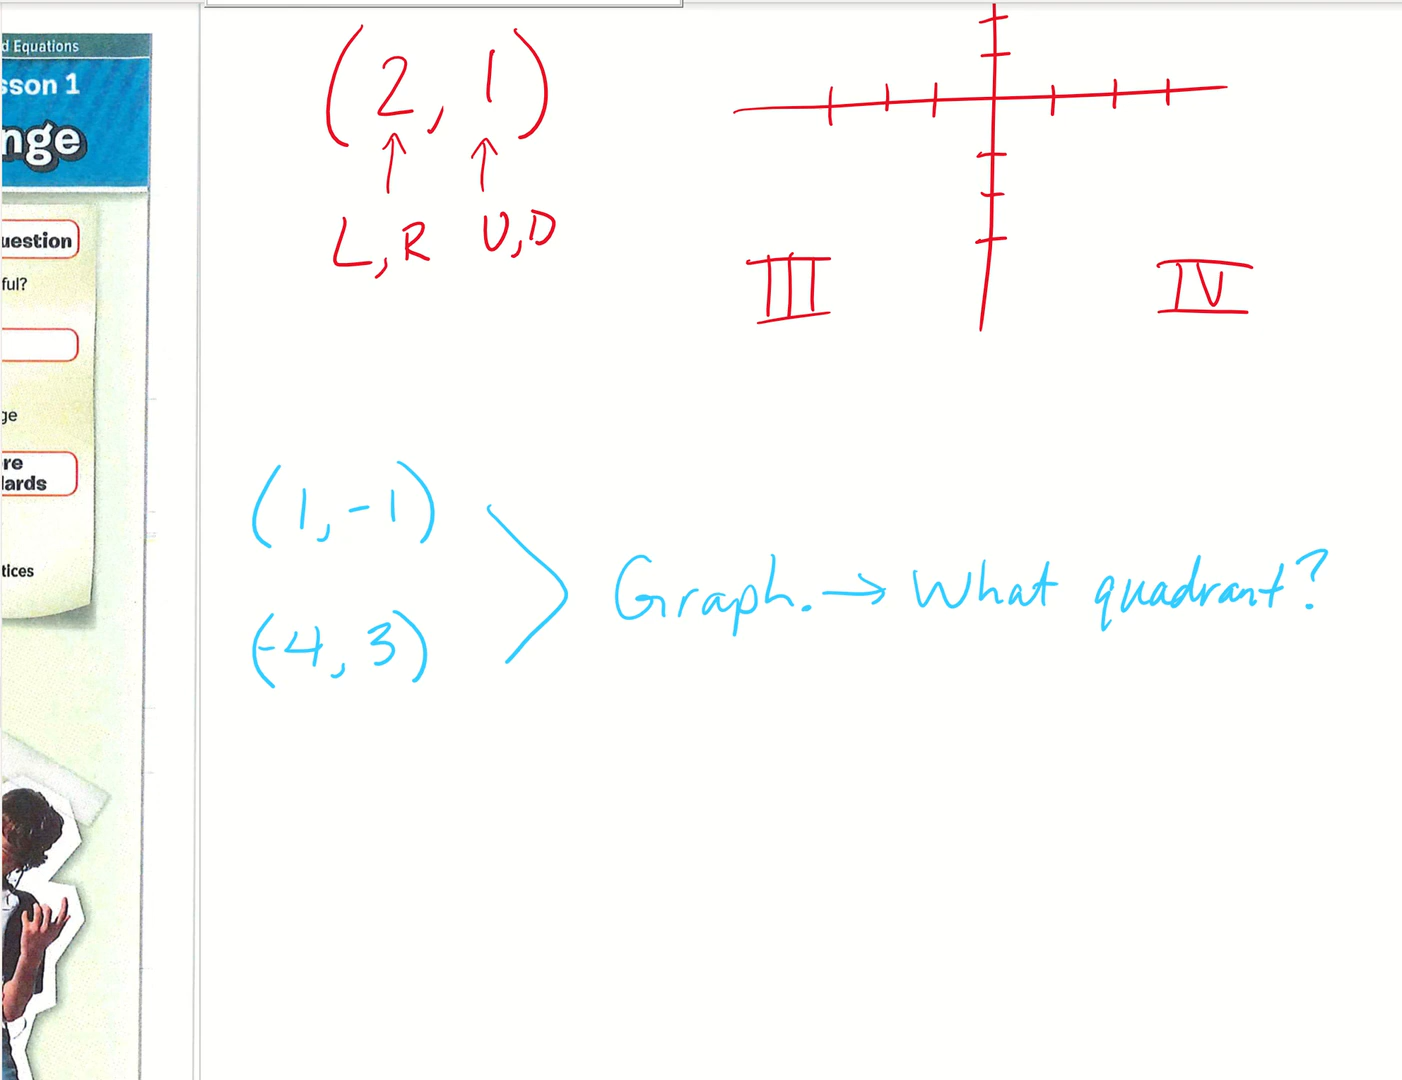 d Equations
sson 1
nge
uestion
ful?
ge
re
lards
tices
(2, 1)
L, R U, D
III IV
(1, -1)
(-4, 3)
Graph. → What quadrant?